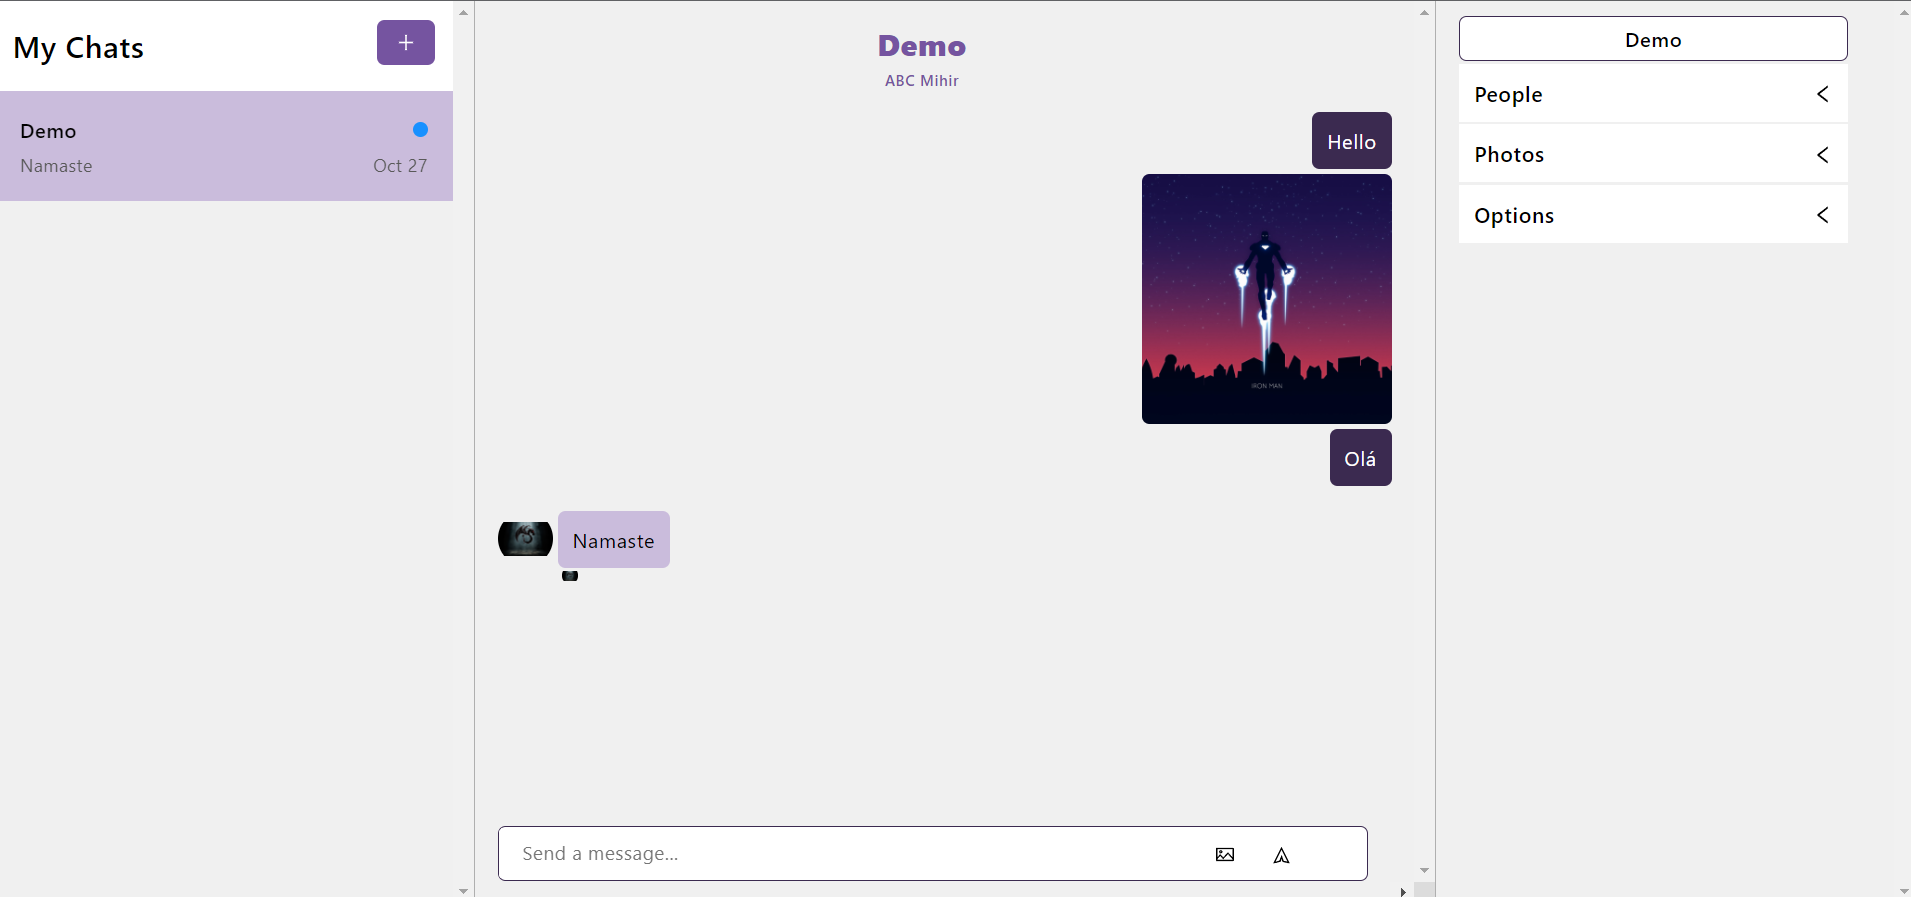 My Chats
+
Demo
Namaste
Oct 27
Demo
ABC Mihir
Hello
IRON MAN
Olá
Namaste
Send a message...
Demo
People
Photos
Options